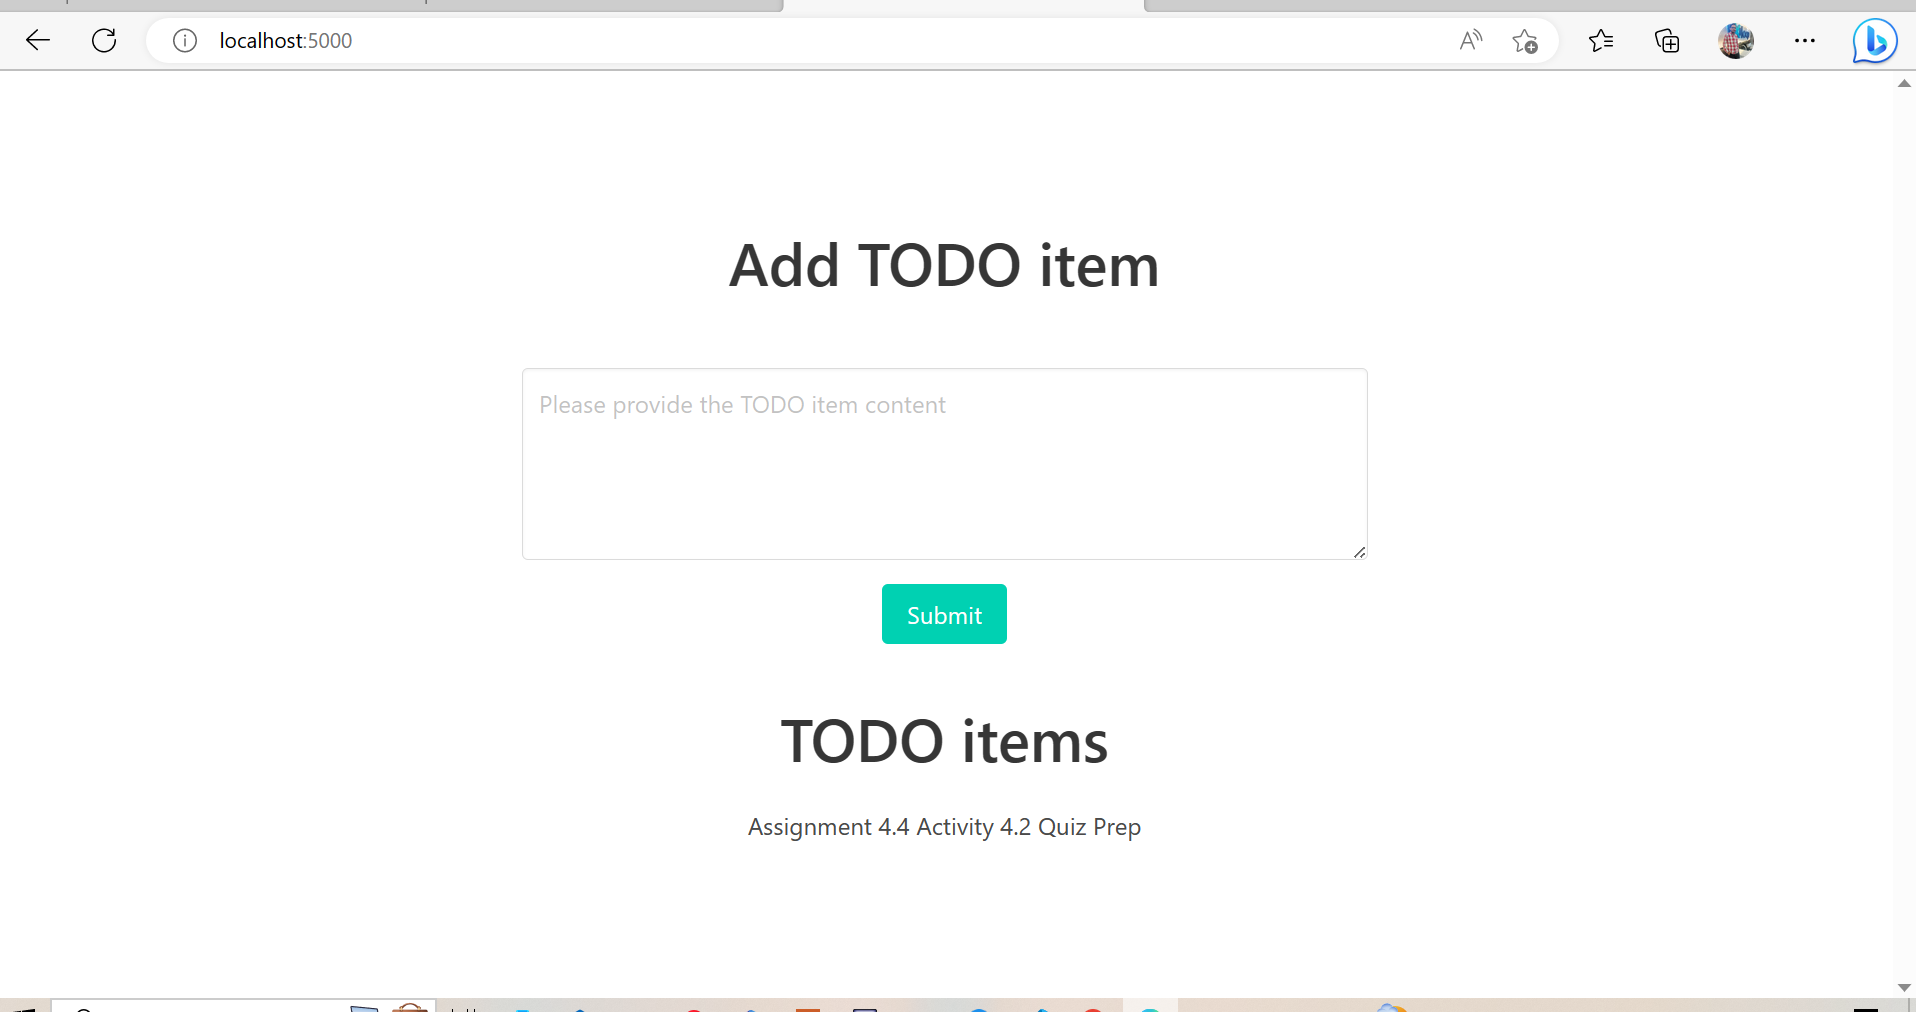 localhost:5000
Add TODO item
Please provide the TODO item content
Submit
TODO items
Assignment 4.4 Activity 4.2 Quiz Prep